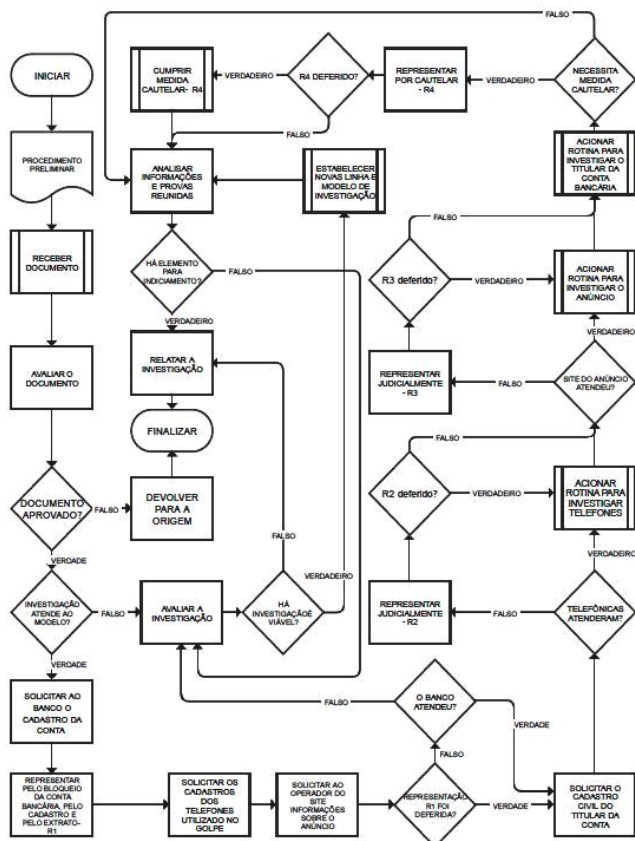 INICIAR
PROCEDIMENTO
PRELIMINAR
RECEBER
DOCUMENTO
AVALIAR O
DOCUMENTO
DOCUMENTO
APROVADO?
FALSO
DEVOLVER
PARA A
ORIGEM
VERDADE
INVESTIGAÇÃO
ATENDE AO
MODELO?
FALSO
VERDADE
SOLICITAR AO
BANCO O
CADASTRO DA
CONTA
REPRESENTAR
PELO BLOQUEIO
DA CONTA
BANCÁRIA, PELO
CADASTRO E
PELO EXTRATO-
R1
SOLICITAR OS
CADASTROS
DOS
TELEFONES
UTILIZADO NO
GOLPE
SOLICITAR AO
OPERADOR DO
SITE
INFORMAÇÕES
SOBRE O
ANÚNCIO
REPRESENTAÇÃO
R1 FOI
DEFERIDA?
FALSO
VERDADE
O BANCO
ATENDEU?
FALSO
VERDADE
SOLICITAR O
CADASTRO
CIVIL DO
TITULAR DA
CONTA
TELEFÔNICAS
ATENDERAM?
FALSO
VERDADEIRO
REPRESENTAR
JUDICIALMENTE
- R2
R2 deferido?
FALSO
VERDADEIRO
ACIONAR
ROTINA PARA
INVESTIGAR
TELEFONES
SITE DO ANÚNCIO
ATENDEU?
FALSO
VERDADEIRO
REPRESENTAR
JUDICIALMENTE
- R3
R3 deferido?
FALSO
VERDADEIRO
ACIONAR
ROTINA PARA
INVESTIGAR O
ANÚNCIO
ACIONAR
ROTINA PARA
INVESTIGAR O
TITULAR DA
CONTA
BANCÁRIA
NECESSITA
MEDIDA
CAUTELAR?
FALSO
VERDADEIRO
REPRESENTAR
POR CAUTELAR
- R4
R4 DEFERIDO?
VERDADEIRO
FALSO
CUMPRIR
MEDIDA
CAUTELAR- R4
ANALISAR
INFORMAÇÕES
E PROVAS
REUNIDAS
ESTABELECER
NOVAS LINHA E
MODELO DE
INVESTIGAÇÃO
HÁ ELEMENTO
PARA
INDICIAMENTO?
FALSO
VERDADEIRO
RELATAR A
INVESTIGAÇÃO
FINALIZAR
AVALIAR A
INVESTIGAÇÃO
HÁ
INVESTIGAÇÃOÉ
VIÁVEL?
FALSO
VERDADEIRO